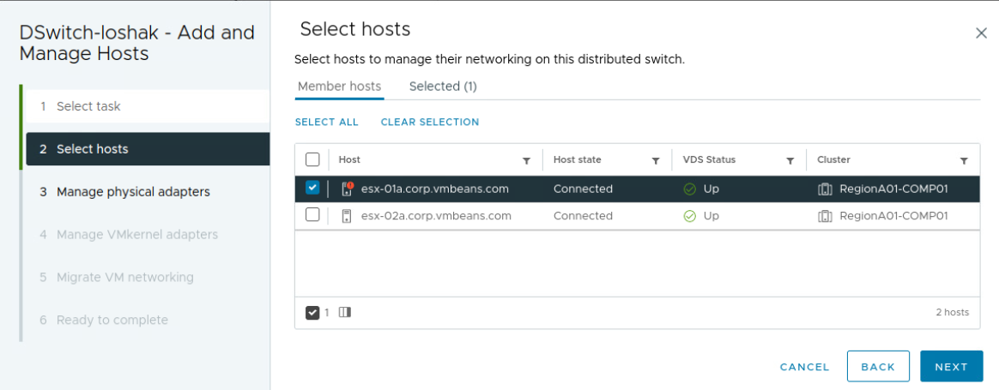 DSwitch-loshak - Add and
Manage Hosts
1 Select task
2 Select hosts
3 Manage physical adapters
4 Manage VMkernel adapters
5 Migrate VM networking
6 Ready to complete
Select hosts
Select hosts to manage their networking on this distributed switch.
Member hosts Selected (1)
SELECT ALL CLEAR SELECTION
Host Host state VDS Status Cluster
esx-01a.corp.vmbeans.com Connected Up RegionA01-COMP01
esx-02a.corp.vmbeans.com Connected Up RegionA01-COMP01
1 2 hosts
CANCEL BACK NEXT